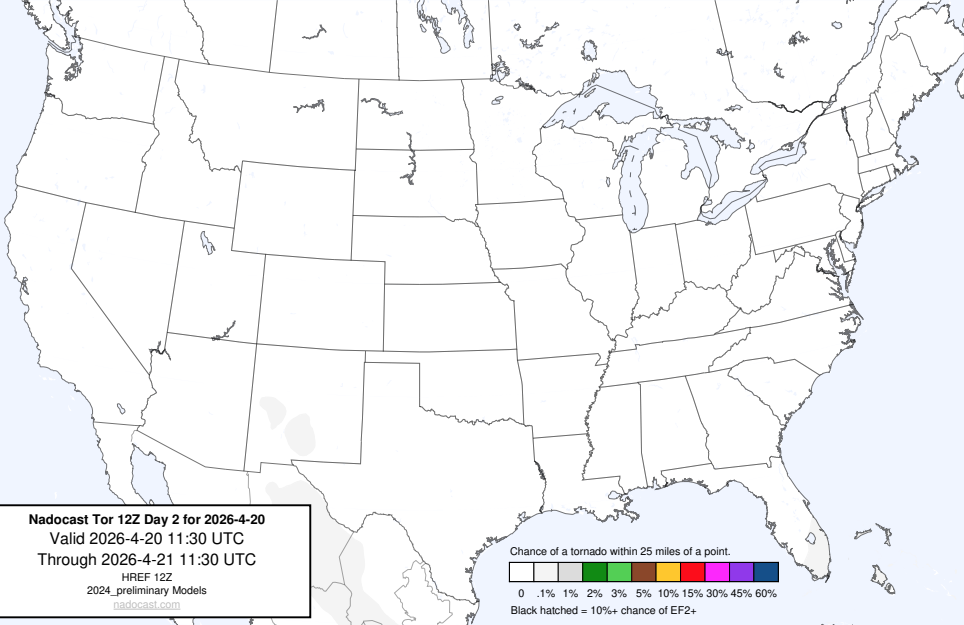 Nadocast Tor 12Z Day 2 for 2026-4-20
Valid 2026-4-20 11:30 UTC
Through 2026-4-21 11:30 UTC
HREF 12Z
2024_preliminary Models
nadocast.com
Chance of a tornado within 25 miles of a point.
0 .1% 1% 2% 3% 5% 10% 15% 30% 45% 60%
Black hatched = 10%+ chance of EF2+